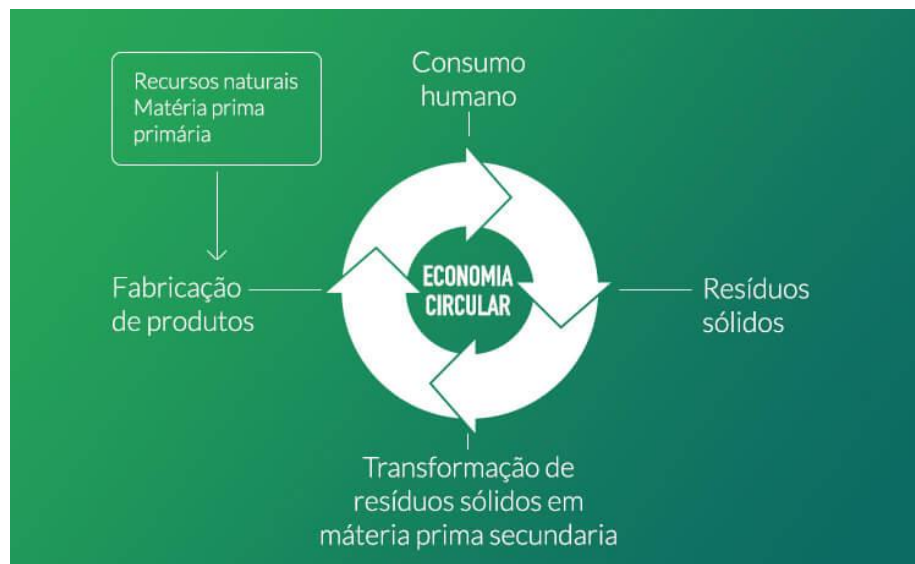 Recursos naturais
Matéria prima
primária
Consumo
humano
Fabricação
de produtos
ECONOMIA
CIRCULAR
Resíduos
sólidos
Transformação de
resíduos sólidos em
máteria prima secundaria